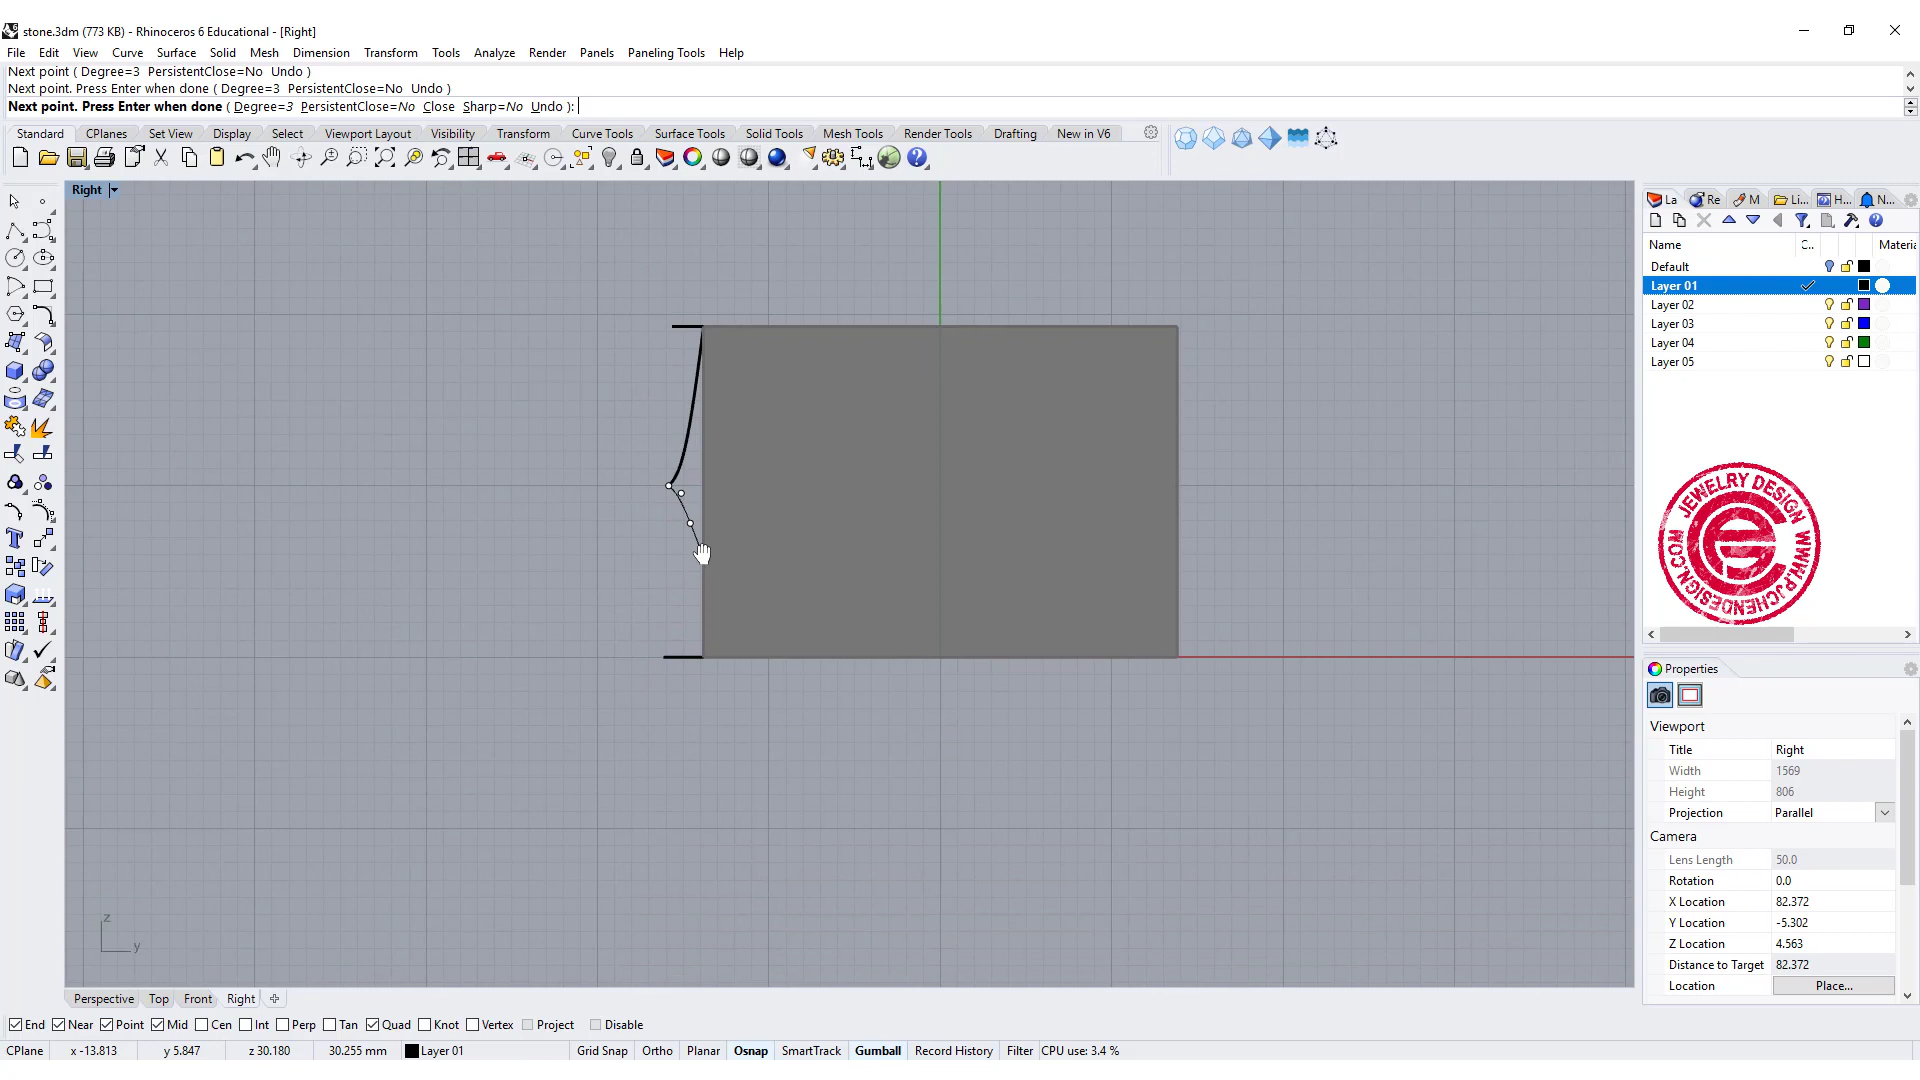 stone.3dm (773 KB) - Rhinoceros 6 Educational - [Right]
File Edit View Curve Surface Solid Mesh Dimension Transform Tools Analyze Render Panels Paneling Tools Help
Next point ( Degree=3 PersistentClose=No Undo )
Next point. Press Enter when done ( Degree=3 PersistentClose=No Undo )
Next point. Press Enter when done ( Degree=3 PersistentClose=No Close Sharp=No Undo ):
Standard CPlanes Set View Display Select Viewport Layout Visibility Transform Curve Tools Surface Tools Solid Tools Mesh Tools Render Tools Drafting New in V6
Right
La Re M Li... H... N...
Name C.. Materia
Default
Layer 01
Layer 02
Layer 03
Layer 04
Layer 05
JEWELRY DESIGN WWW.PJCHENDESIGN.COM
Properties
Viewport
Title Right
Width 1569
Height 806
Projection Parallel
Camera
Lens Length 50.0
Rotation 0.0
X Location 82.372
Y Location -5.302
Z Location 4.563
Distance to Target 82.372
Location Place...
z
y
Perspective Top Front Right
End Near Point Mid Cen Int Perp Tan Quad Knot Vertex Project Disable
CPlane x -13.813 y 5.847 z 30.180 30.255 mm Layer 01 Grid Snap Ortho Planar Osnap SmartTrack Gumball Record History Filter CPU use: 3.4 %